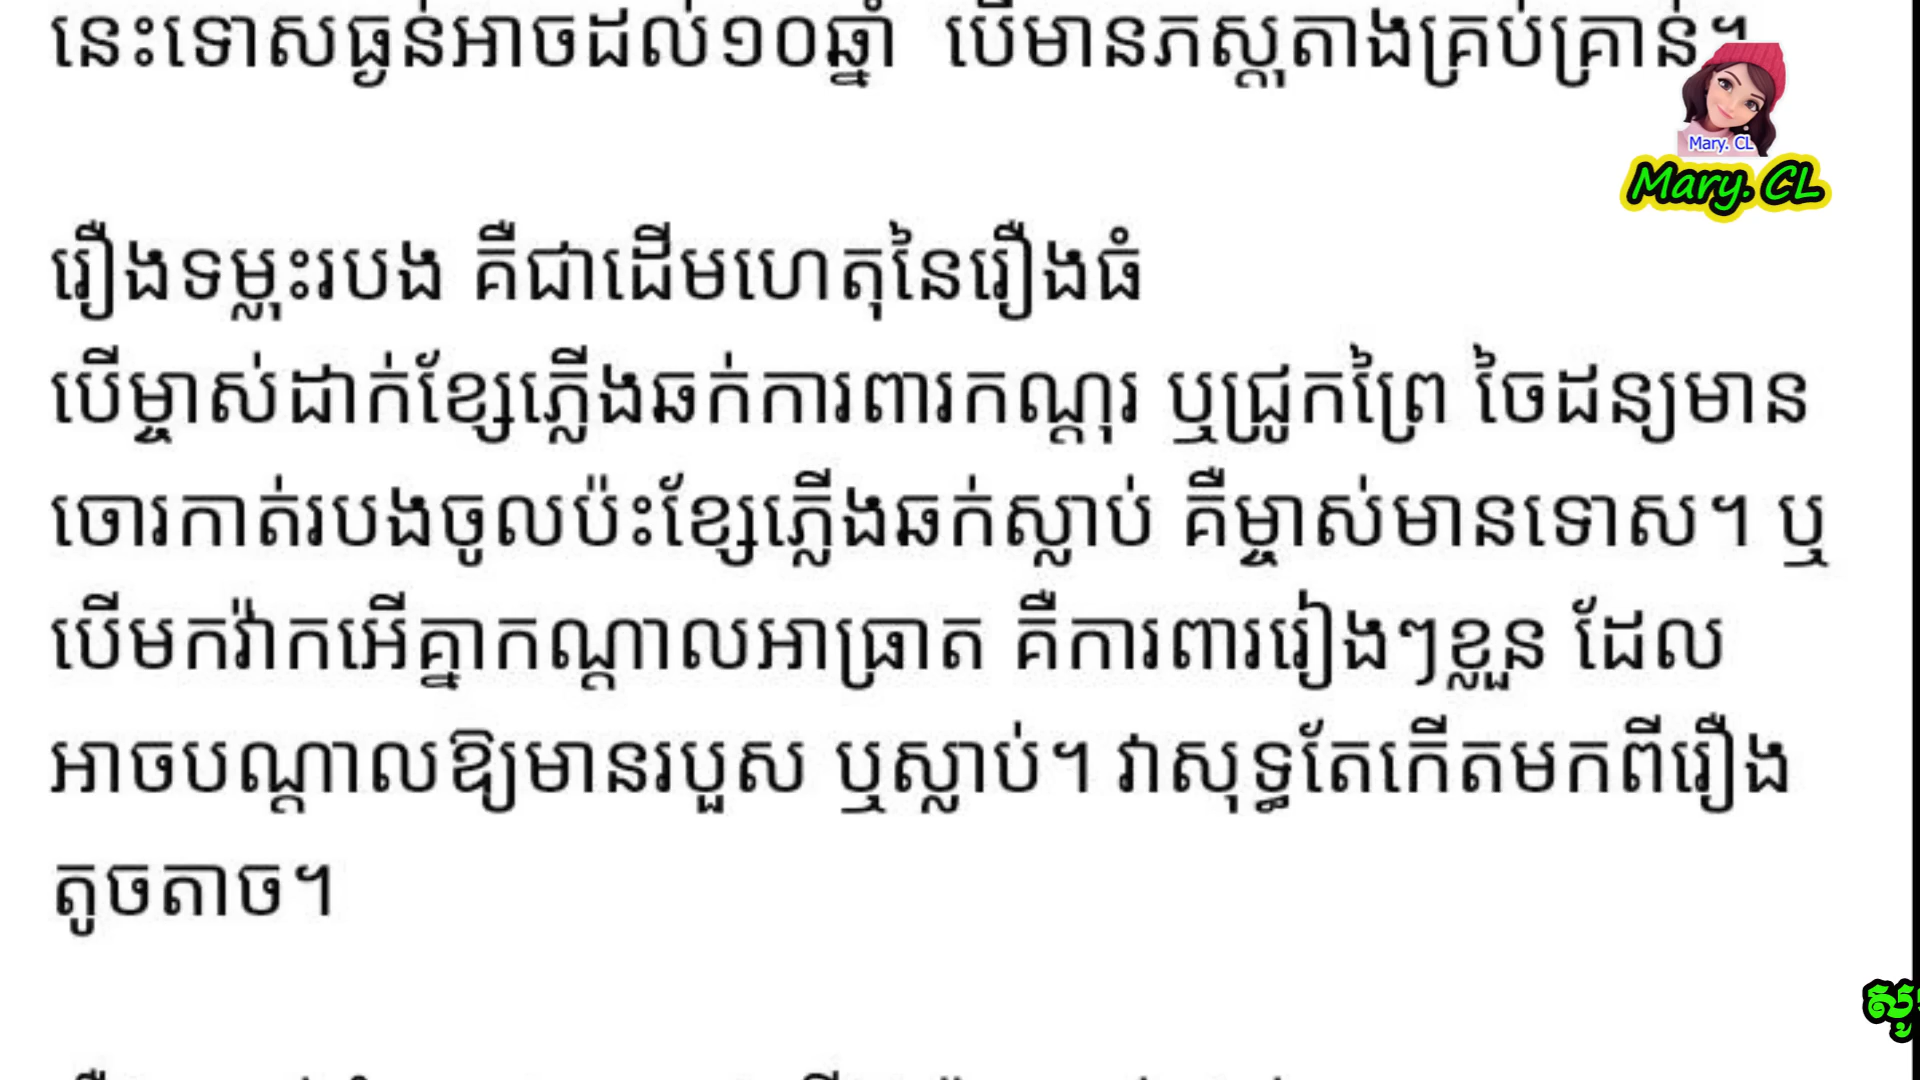 នេះទោសធ្ងន់អាចដល់១០ឆ្នាំ បើមានភស្តុតាងគ្រប់គ្រាន់។
Mary. CL
Mary. CL
រឿងទម្លុះរបង គឺជាដើមហេតុនៃរឿងធំ
បើម្ចាស់ដាក់ខ្សែភ្លើងឆក់ការពារកណ្តុរ ឬជ្រូកព្រៃ ចៃដន្យមាន
ចោរកាត់របងចូលប៉ះខ្សែភ្លើងឆក់ស្លាប់ គឺម្ចាស់មានទោស។ ឬ
បើមកវ៉ាកអើគ្នាកណ្តាលអាធ្រាត គឺការពាររៀងៗខ្លួន ដែល
អាចបណ្តាលឱ្យមានរបួស ឬស្លាប់។ វាសុទ្ធតែកើតមកពីរឿង
តូចតាច។